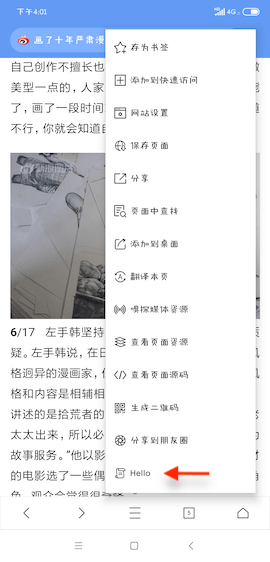 下午4:01
4G
画了十年严肃漫
自己创作不擅长也
美型一点的，人家
了，画了一段时间
不行，你就会知道自
存为书签
添加到快速访问
网站设置
保存页面
分享
页面中查找
添加到桌面
翻译本页
嗅探媒体资源
查看页面资源
查看页面源码
生成二维码
分享到朋友圈
Hello
6/17 左手韩坚持
疑。左手韩说，在日
格迥异的漫画家，
格和内容是相辅相
讲述的是拾荒者的
太太出来，所以必
故事服务。”他以影
的电影选了一些偶
5